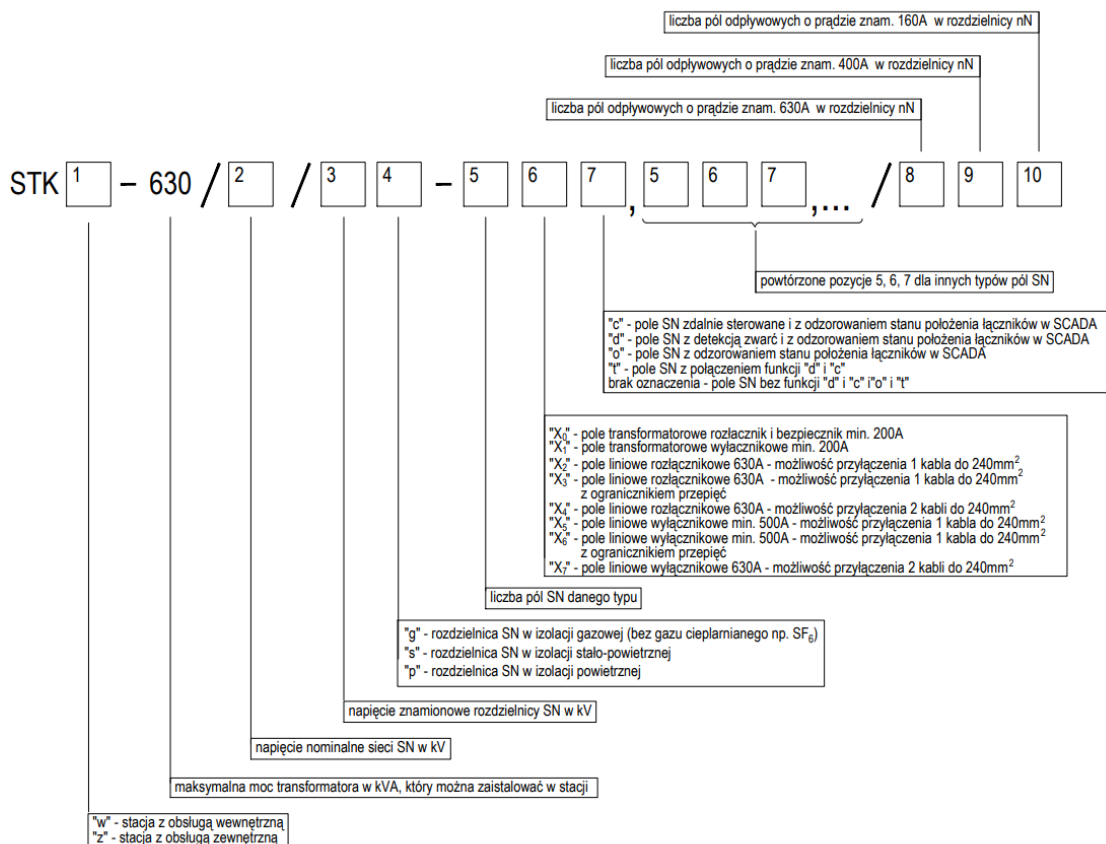 liczba pól odpływowych o prądzie znam. 160A w rozdzielnicy nN
liczba pól odpływowych o prądzie znam. 400A w rozdzielnicy nN
liczba pól odpływowych o prądzie znam. 630A w rozdzielnicy nN
STK 1 – 630 / 2 / 3 4 – 5 6 7 , 5 6 7 ,... / 8 9 10
powtórzone pozycje 5, 6, 7 dla innych typów pól SN
"c" - pole SN zdalnie sterowane i z odzorowaniem stanu położenia łączników w SCADA
"d" - pole SN z detekcją zwarć i z odzorowaniem stanu położenia łączników w SCADA
"o" - pole SN z odzorowaniem stanu położenia łączników w SCADA
"t" - pole SN z połączeniem funkcji "d" i "c"
brak oznaczenia - pole SN bez funkcji "d" i "c" i"o" i "t"
"X₀" - pole transformatorowe rozłacznik i bezpiecznik min. 200A
"X₁" - pole transformatorowe wyłacznikowe min. 200A
"X₂" - pole liniowe rozłącznikowe 630A - możliwość przyłączenia 1 kabla do 240mm²
"X₃" - pole liniowe rozłącznikowe 630A - możliwość przyłączenia 1 kabla do 240mm²
z ogranicznikiem przepięć
"X₄" - pole liniowe rozłącznikowe 630A - możliwość przyłączenia 2 kabli do 240mm²
"X₅" - pole liniowe wyłącznikowe min. 500A - możliwość przyłączenia 1 kabla do 240mm²
"X₆" - pole liniowe wyłącznikowe min. 500A - możliwość przyłączenia 1 kabla do 240mm²
z ogranicznikiem przepięć
"X₇" - pole liniowe wyłącznikowe 630A - możliwość przyłączenia 2 kabli do 240mm²
liczba pól SN danego typu
"g" - rozdzielnica SN w izolacji gazowej (bez gazu cieplarnianego np. SF₆)
"s" - rozdzielnica SN w izolacji stało-powietrznej
"p" - rozdzielnica SN w izolacji powietrznej
napięcie znamionowe rozdzielnicy SN w kV
napięcie nominalne sieci SN w kV
maksymalna moc transformatora w kVA, który można zaistalować w stacji
"w" - stacja z obsługą wewnętrzną
"z" - stacja z obsługą zewnętrzną